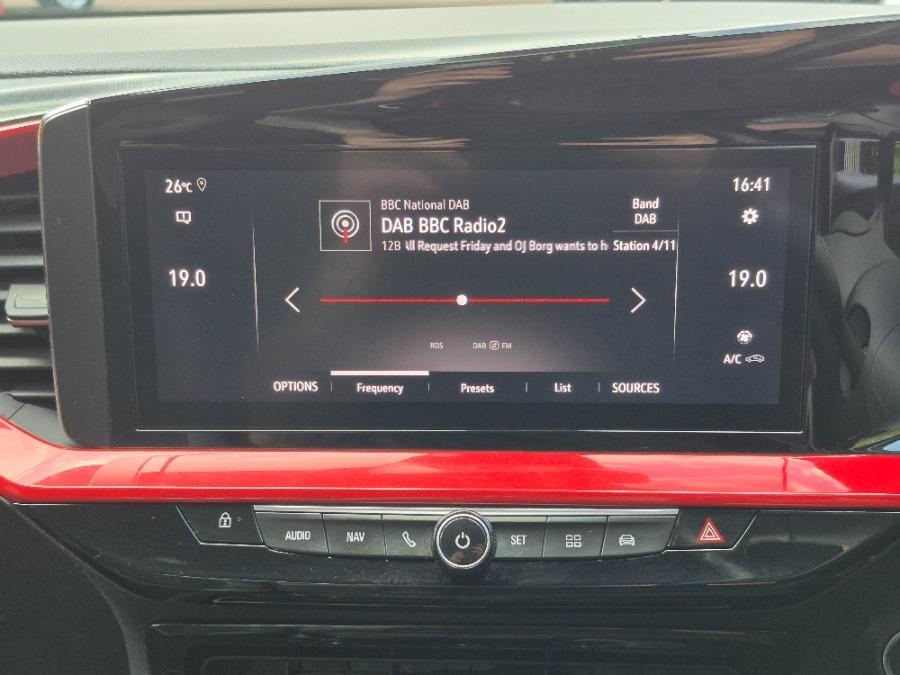 26°C
16:41
BBC National DAB
DAB BBC Radio2
12B All Request Friday and OJ Borg wants to h
Band
DAB
Station 4/11
19.0
19.0
RDS DAB FM
A/C
OPTIONS Frequency Presets List SOURCES
AUDIO NAV SET